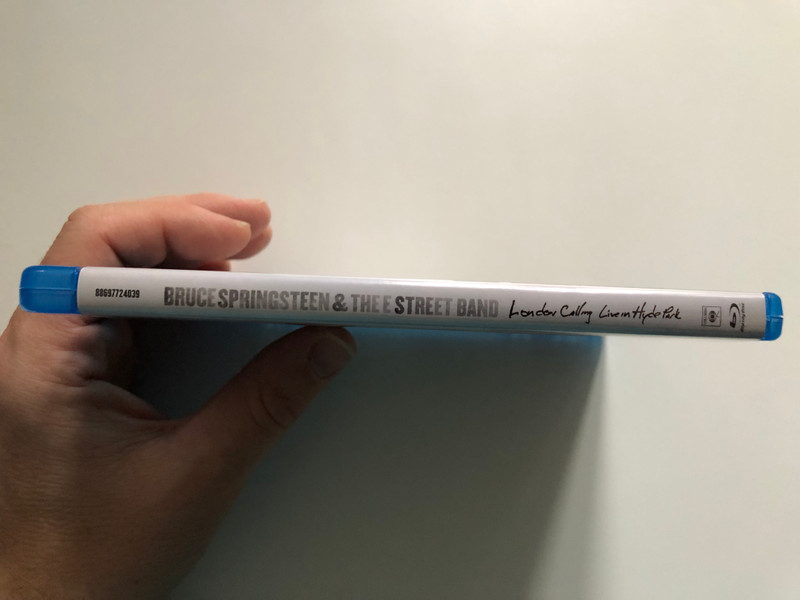 88697724839 BRUCE SPRINGSTEEN & THE E STREET BAND London Calling Live in Hyde Park